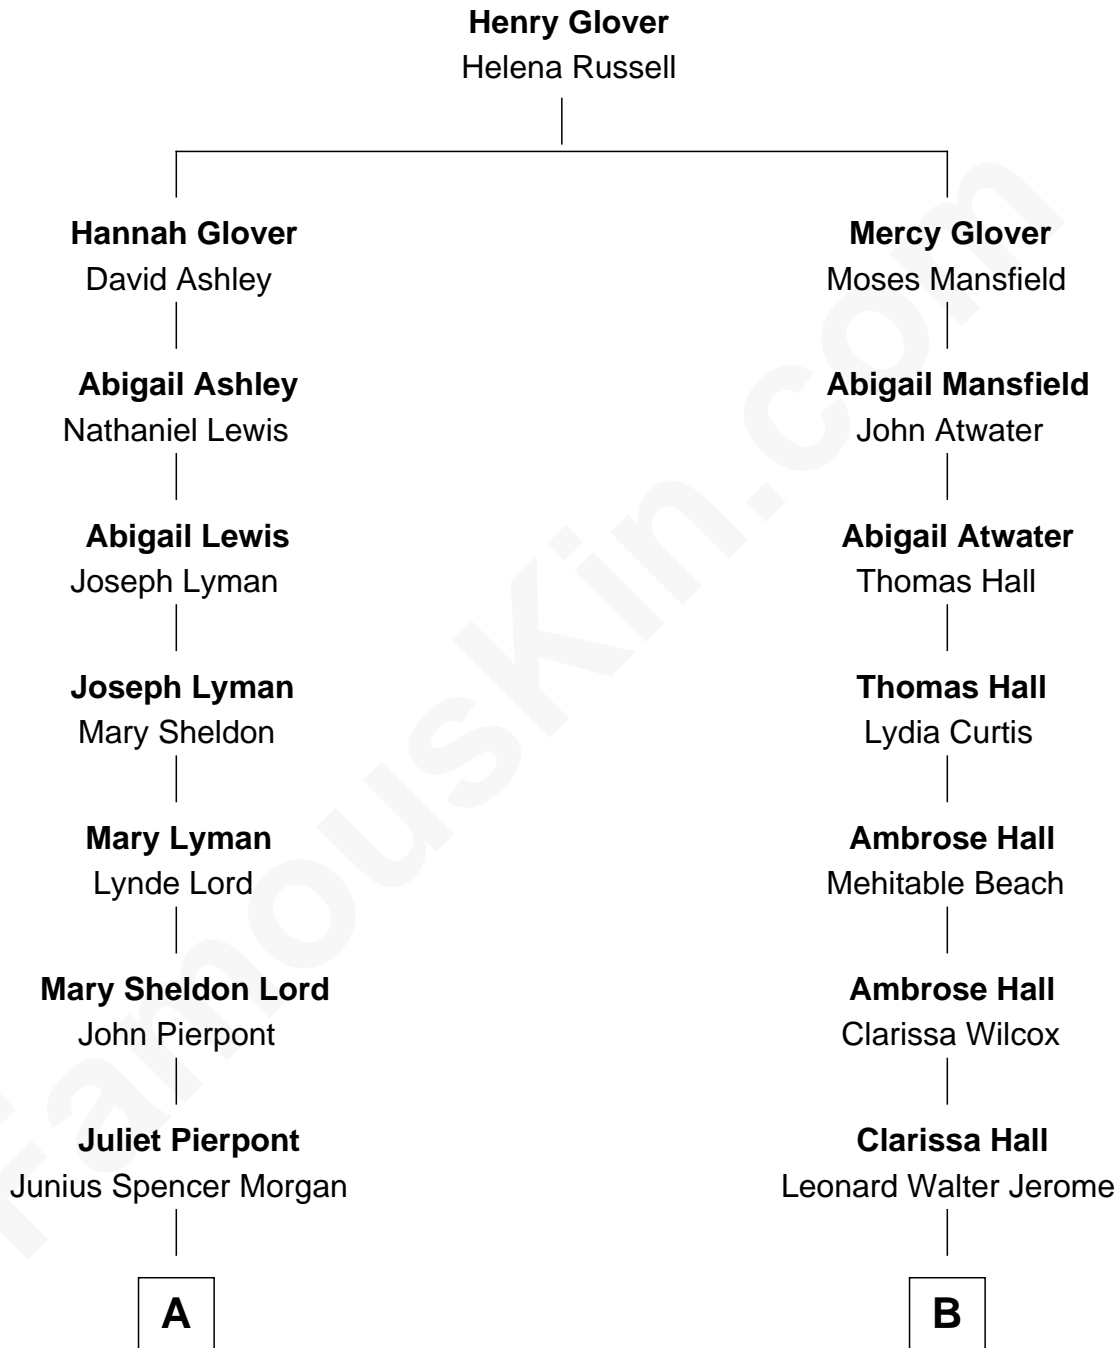 Henry Glover
Helena Russell
Hannah Glover
David Ashley
Mercy Glover
Moses Mansfield
Abigail Ashley
Nathaniel Lewis
Abigail Mansfield
John Atwater
Abigail Lewis
Joseph Lyman
Abigail Atwater
Thomas Hall
Joseph Lyman
Mary Sheldon
Thomas Hall
Lydia Curtis
Mary Lyman
Lynde Lord
Ambrose Hall
Mehitable Beach
Mary Sheldon Lord
John Pierpont
Ambrose Hall
Clarissa Wilcox
Juliet Pierpont
Junius Spencer Morgan
Clarissa Hall
Leonard Walter Jerome
A
B
FamousKin.com